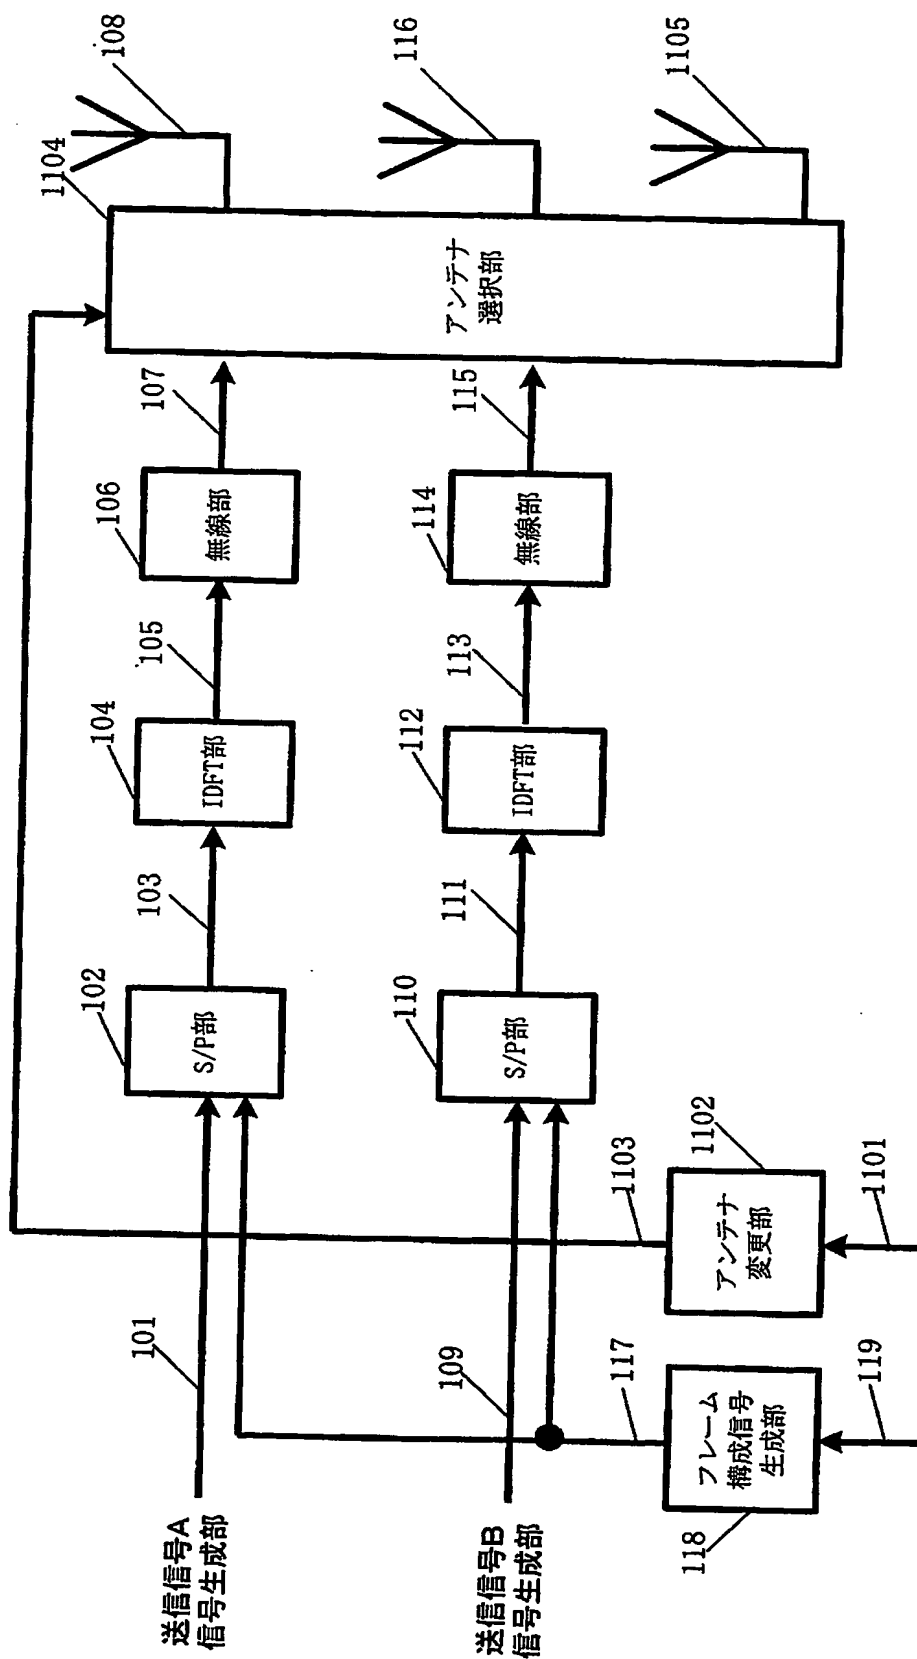 1104
108
116
1105
アンテナ
選択部
107
115
106
無線部
114
無線部
105
113
104
IDFT部
112
IDFT部
103
111
102
S/P部
110
S/P部
101
109
1103
1102
アンテナ
変更部
1101
117
フレーム
構成信号
生成部
118
119
送信信号A
信号生成部
送信信号B
信号生成部